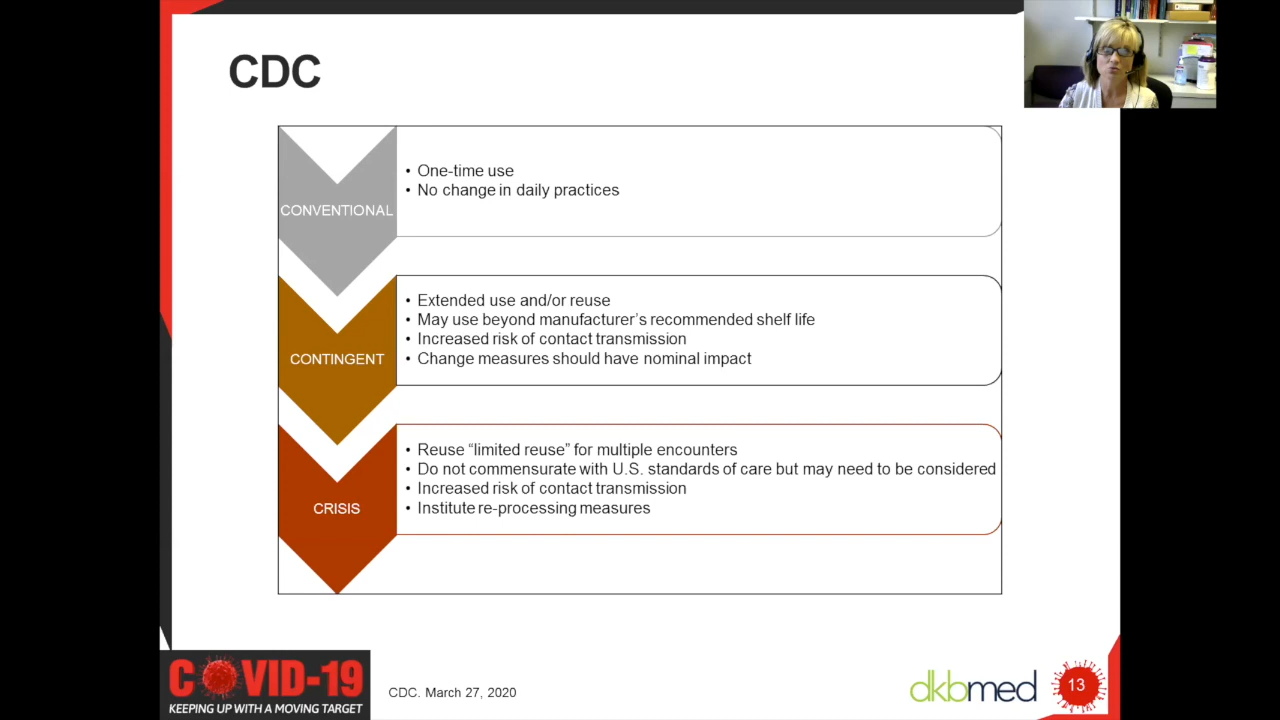 CDC
CONVENTIONAL
• One-time use
• No change in daily practices
CONTINGENT
• Extended use and/or reuse
• May use beyond manufacturer's recommended shelf life
• Increased risk of contact transmission
• Change measures should have nominal impact
CRISIS
• Reuse “limited reuse” for multiple encounters
• Do not commensurate with U.S. standards of care but may need to be considered
• Increased risk of contact transmission
• Institute re-processing measures
COVID-19
KEEPING UP WITH A MOVING TARGET
CDC. March 27, 2020
dkbmed
13